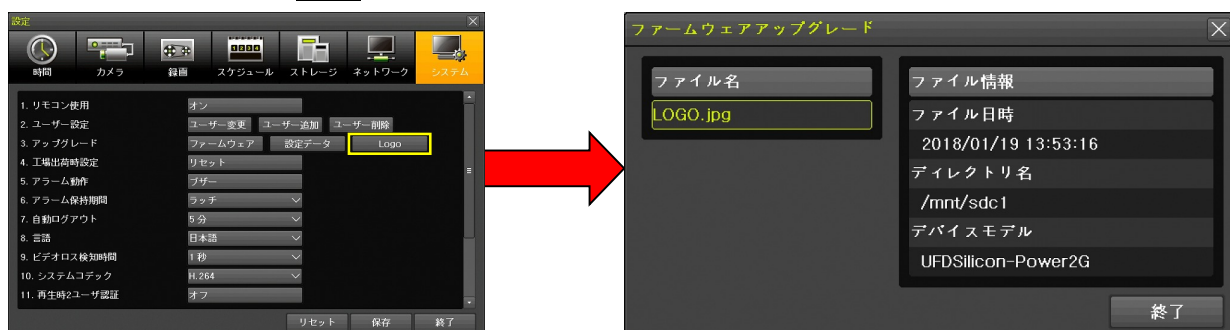 設定
時間 カメラ 録画 スケジュール ストレージ ネットワーク システム
1. リモコン使用 オン
2. ユーザー設定 ユーザー変更 ユーザー追加 ユーザー削除
3. アップグレード ファームウェア 設定データ Logo
4. 工場出荷時設定 リセット
5. アラーム動作 ブザー
6. アラーム保持期間 ラッチ
7. 自動ログアウト 5 分
8. 言語 日本語
9. ビデオロス検知時間 1 秒
10. システムコデック H.264
11. 再生時2ユーザ認証 オフ
リセット 保存 終了
ファームウェアアップグレード
ファイル名
LOGO.jpg
ファイル情報
ファイル日時
2018/01/19 13:53:16
ディレクトリ名
/mnt/sdc1
デバイスモデル
UFDSilicon-Power2G
終了